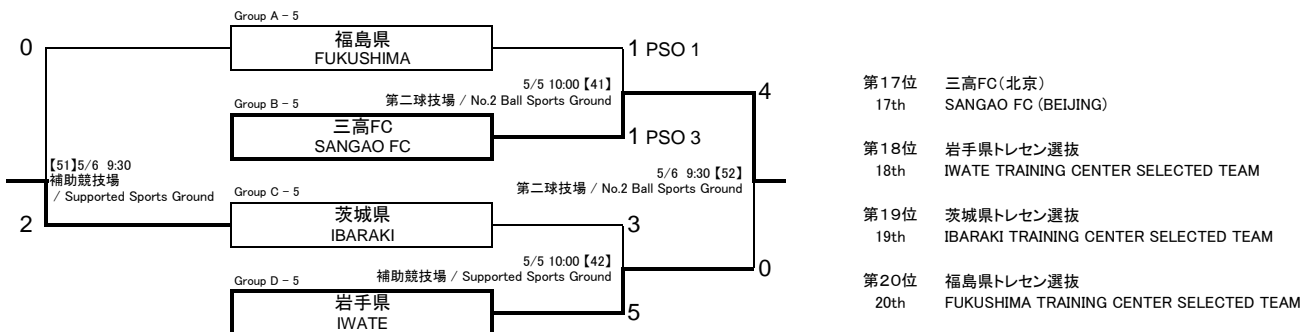 Group A - 5
0
福島県
FUKUSHIMA
1 PSO 1
5/5 10:00 【41】
第二球技場 / No.2 Ball Sports Ground
4
Group B - 5
三高FC
SANGAO FC
1 PSO 3
【51】5/6 9:30
補助競技場
/ Supported Sports Ground
5/6 9:30 【52】
第二球技場 / No.2 Ball Sports Ground
Group C - 5
2
茨城県
IBARAKI
3
5/5 10:00 【42】
補助競技場 / Supported Sports Ground
0
Group D - 5
岩手県
IWATE
5
第17位 三高FC(北京)
17th SANGAO FC (BEIJING)
第18位 岩手県トレセン選抜
18th IWATE TRAINING CENTER SELECTED TEAM
第19位 茨城県トレセン選抜
19th IBARAKI TRAINING CENTER SELECTED TEAM
第20位 福島県トレセン選抜
20th FUKUSHIMA TRAINING CENTER SELECTED TEAM